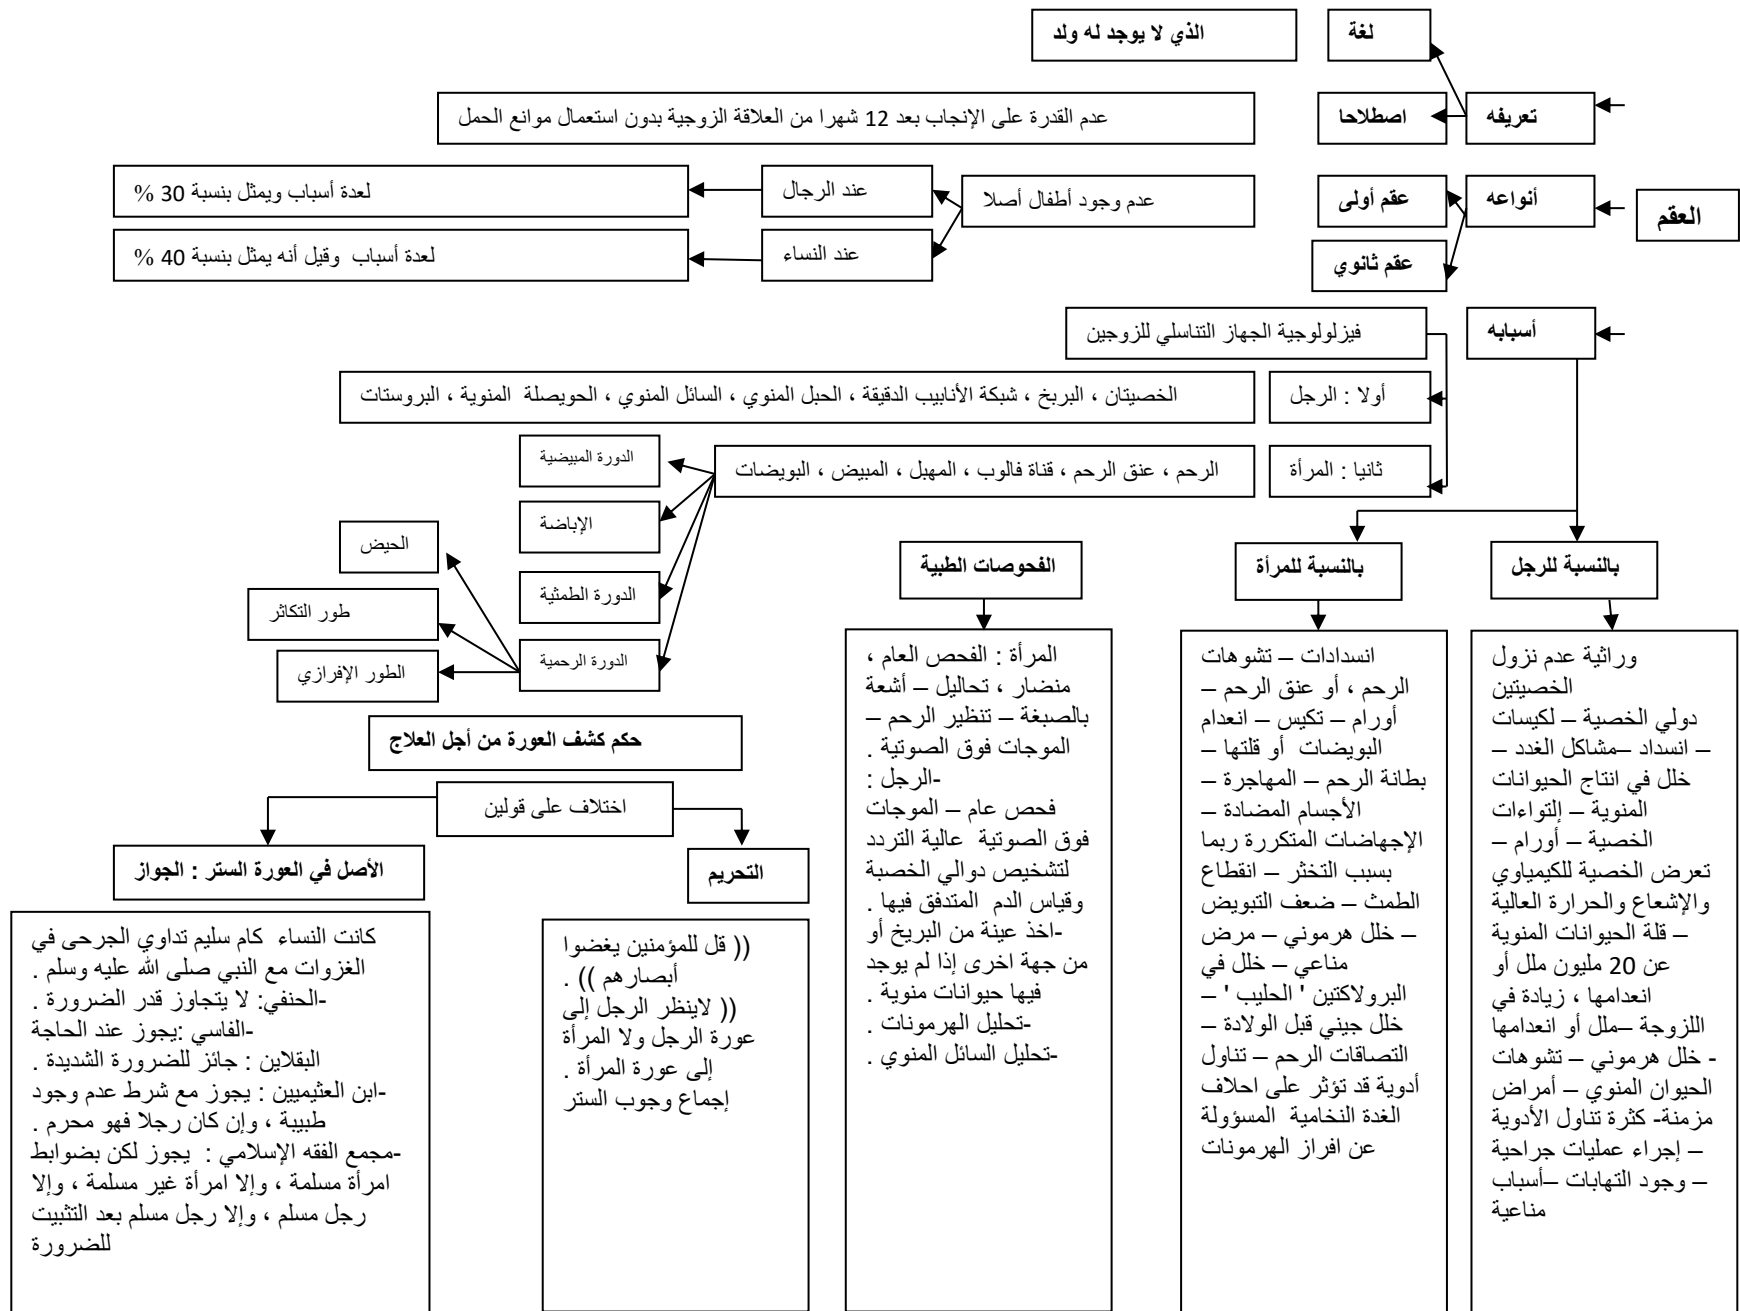 لغة
الذي لا يوجد له ولد
تعريفه
اصطلاحا
عدم القدرة على الإنجاب بعد 12 شهرا من العلاقة الزوجية بدون استعمال موانع الحمل
العقم
أنواعه
عقم أولى
عدم وجود أطفال أصلا
عند الرجال
لعدة أسباب ويمثل بنسبة 30 %
عند النساء
لعدة أسباب وقيل أنه يمثل بنسبة 40 %
عقم ثانوي
أسبابه
فيزلولوجية الجهاز التناسلي للزوجين
أولا : الرجل
الخصيتان ، البربخ ، شبكة الأنابيب الدقيقة ، الحبل المنوي ، السائل المنوي ، الحويصلة المنوية ، البروستات
ثانيا : المرأة
الرحم ، عنق الرحم ، قناة فالوب ، المهبل ، المبيض ، البويضات
الدورة المبيضية
الإباضة
الدورة الطمثية
الدورة الرحمية
الحيض
طور التكاثر
الطور الإفرازي
بالنسبة للرجل
وراثية عدم نزول
الخصيتين
دولي الخصية – لكيسات
– انسداد –مشاكل الغدد –
خلل في انتاج الحيوانات
المنوية – إلتواءات
الخصية – أورام –
تعرض الخصية للكيمياوي
والإشعاع والحرارة العالية
– قلة الحيوانات المنوية
عن 20 مليون ملل أو
انعدامها ، زيادة في
اللزوجة –ملل أو انعدامها
- خلل هرموني – تشوهات
الحيوان المنوي – أمراض
مزمنة- كثرة تناول الأدوية
– إجراء عمليات جراحية
– وجود التهابات –أسباب
مناعية
بالنسبة للمرأة
انسدادات – تشوهات
الرحم ، أو عنق الرحم –
أورام – تكيس – انعدام
البويضات أو قلتها –
بطانة الرحم – المهاجرة –
الأجسام المضادة –
الإجهاضات المتكررة ربما
بسبب التخثر – انقطاع
الطمث – ضعف التبويض
– خلل هرموني – مرض
مناعي – خلل في
البرولاكتين ' الحليب ' –
خلل جيني قبل الولادة –
التصاقات الرحم – تناول
أدوية قد تؤثر على احلاف
الغدة النخامية المسؤولة
عن افراز الهرمونات
الفحوصات الطبية
المرأة : الفحص العام ،
منضار ، تحاليل – أشعة
بالصبغة – تنظير الرحم –
الموجات فوق الصوتية .
-الرجل :
فحص عام – الموجات
فوق الصوتية عالية التردد
لتشخيص دوالي الخصبة
وقياس الدم المتدفق فيها .
-اخذ عينة من البريخ أو
من جهة اخرى إذا لم يوجد
فيها حيوانات منوية .
-تحليل الهرمونات .
-تحليل السائل المنوي .
حكم كشف العورة من أجل العلاج
اختلاف على قولين
التحريم
(( قل للمؤمنين يغضوا
أبصارهم )) .
(( لاينظر الرجل إلى
عورة الرجل ولا المرأة
إلى عورة المرأة .
إجماع وجوب الستر
الأصل في العورة الستر : الجواز
كانت النساء كام سليم تداوي الجرحى في
الغزوات مع النبي صلى الله عليه وسلم .
-الحنفي: لا يتجاوز قدر الضرورة .
-الفاسي :يجوز عند الحاجة
البقلاين : جائز للضرورة الشديدة .
-ابن العثيميين : يجوز مع شرط عدم وجود
طبيبة ، وإن كان رجلا فهو محرم .
-مجمع الفقه الإسلامي : يجوز لكن بضوابط
امرأة مسلمة ، وإلا امرأة غير مسلمة ، وإلا
رجل مسلم ، وإلا رجل مسلم بعد التثبيت
للضرورة